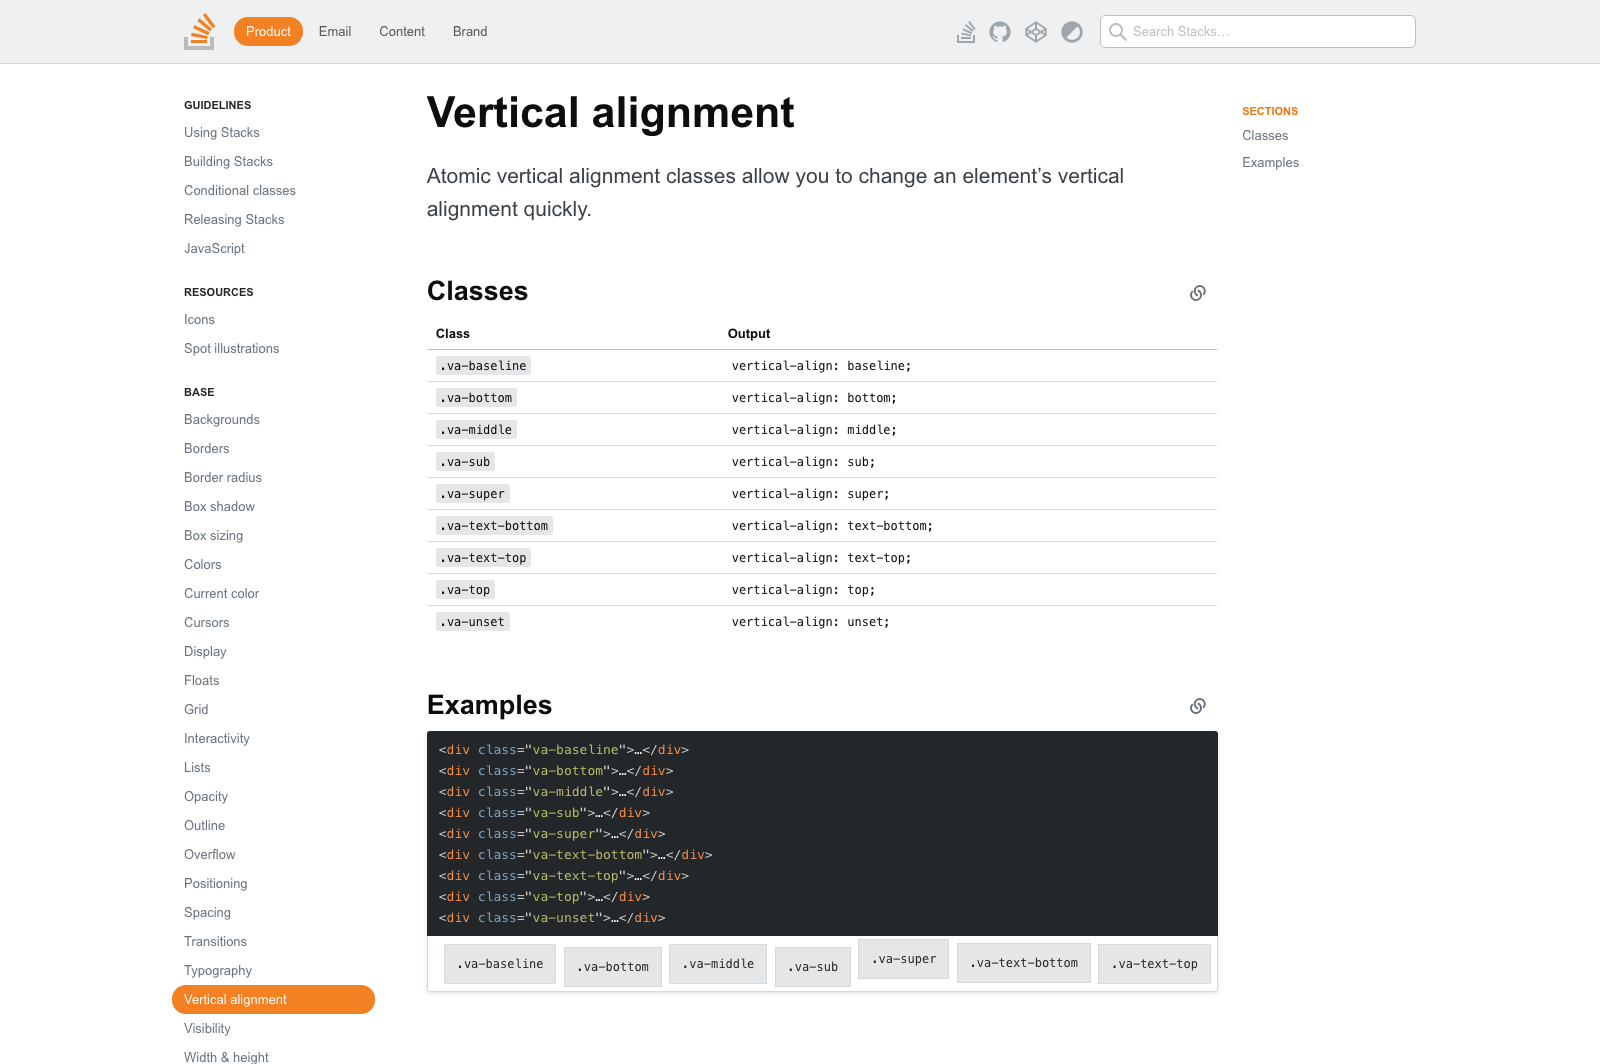 Product
Email
Content
Brand
Search Stacks…
GUIDELINES
Using Stacks
Building Stacks
Conditional classes
Releasing Stacks
JavaScript
RESOURCES
Icons
Spot illustrations
BASE
Backgrounds
Borders
Border radius
Box shadow
Box sizing
Colors
Current color
Cursors
Display
Floats
Grid
Interactivity
Lists
Opacity
Outline
Overflow
Positioning
Spacing
Transitions
Typography
Vertical alignment
Visibility
Width & height
Vertical alignment
Atomic vertical alignment classes allow you to change an element’s vertical
alignment quickly.
Classes
Class Output
.va-baseline vertical-align: baseline;
.va-bottom vertical-align: bottom;
.va-middle vertical-align: middle;
.va-sub vertical-align: sub;
.va-super vertical-align: super;
.va-text-bottom vertical-align: text-bottom;
.va-text-top vertical-align: text-top;
.va-top vertical-align: top;
.va-unset vertical-align: unset;
Examples
<div class="va-baseline">…</div>
<div class="va-bottom">…</div>
<div class="va-middle">…</div>
<div class="va-sub">…</div>
<div class="va-super">…</div>
<div class="va-text-bottom">…</div>
<div class="va-text-top">…</div>
<div class="va-top">…</div>
<div class="va-unset">…</div>
.va-baseline .va-bottom .va-middle .va-sub .va-super .va-text-bottom .va-text-top
SECTIONS
Classes
Examples